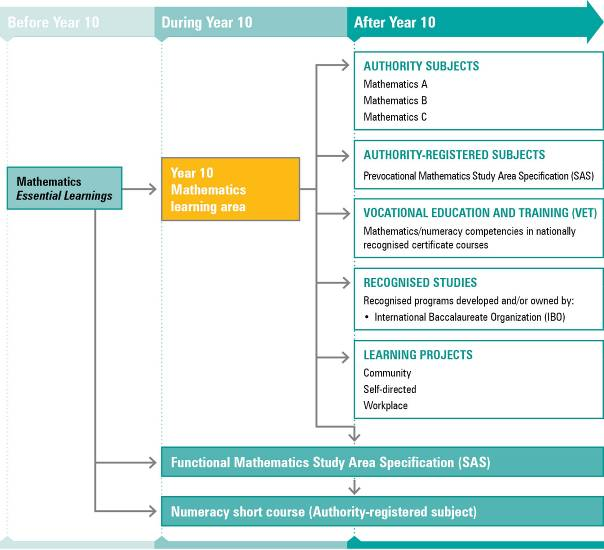 Before Year 10
During Year 10
After Year 10
Mathematics
Essential Learnings
Year 10
Mathematics
learning area
AUTHORITY SUBJECTS
Mathematics A
Mathematics B
Mathematics C
AUTHORITY-REGISTERED SUBJECTS
Prevocational Mathematics Study Area Specification (SAS)
VOCATIONAL EDUCATION AND TRAINING (VET)
Mathematics/numeracy competencies in nationally
recognised certificate courses
RECOGNISED STUDIES
Recognised programs developed and/or owned by:
• International Baccalaureate Organization (IBO)
LEARNING PROJECTS
Community
Self-directed
Workplace
Functional Mathematics Study Area Specification (SAS)
Numeracy short course (Authority-registered subject)